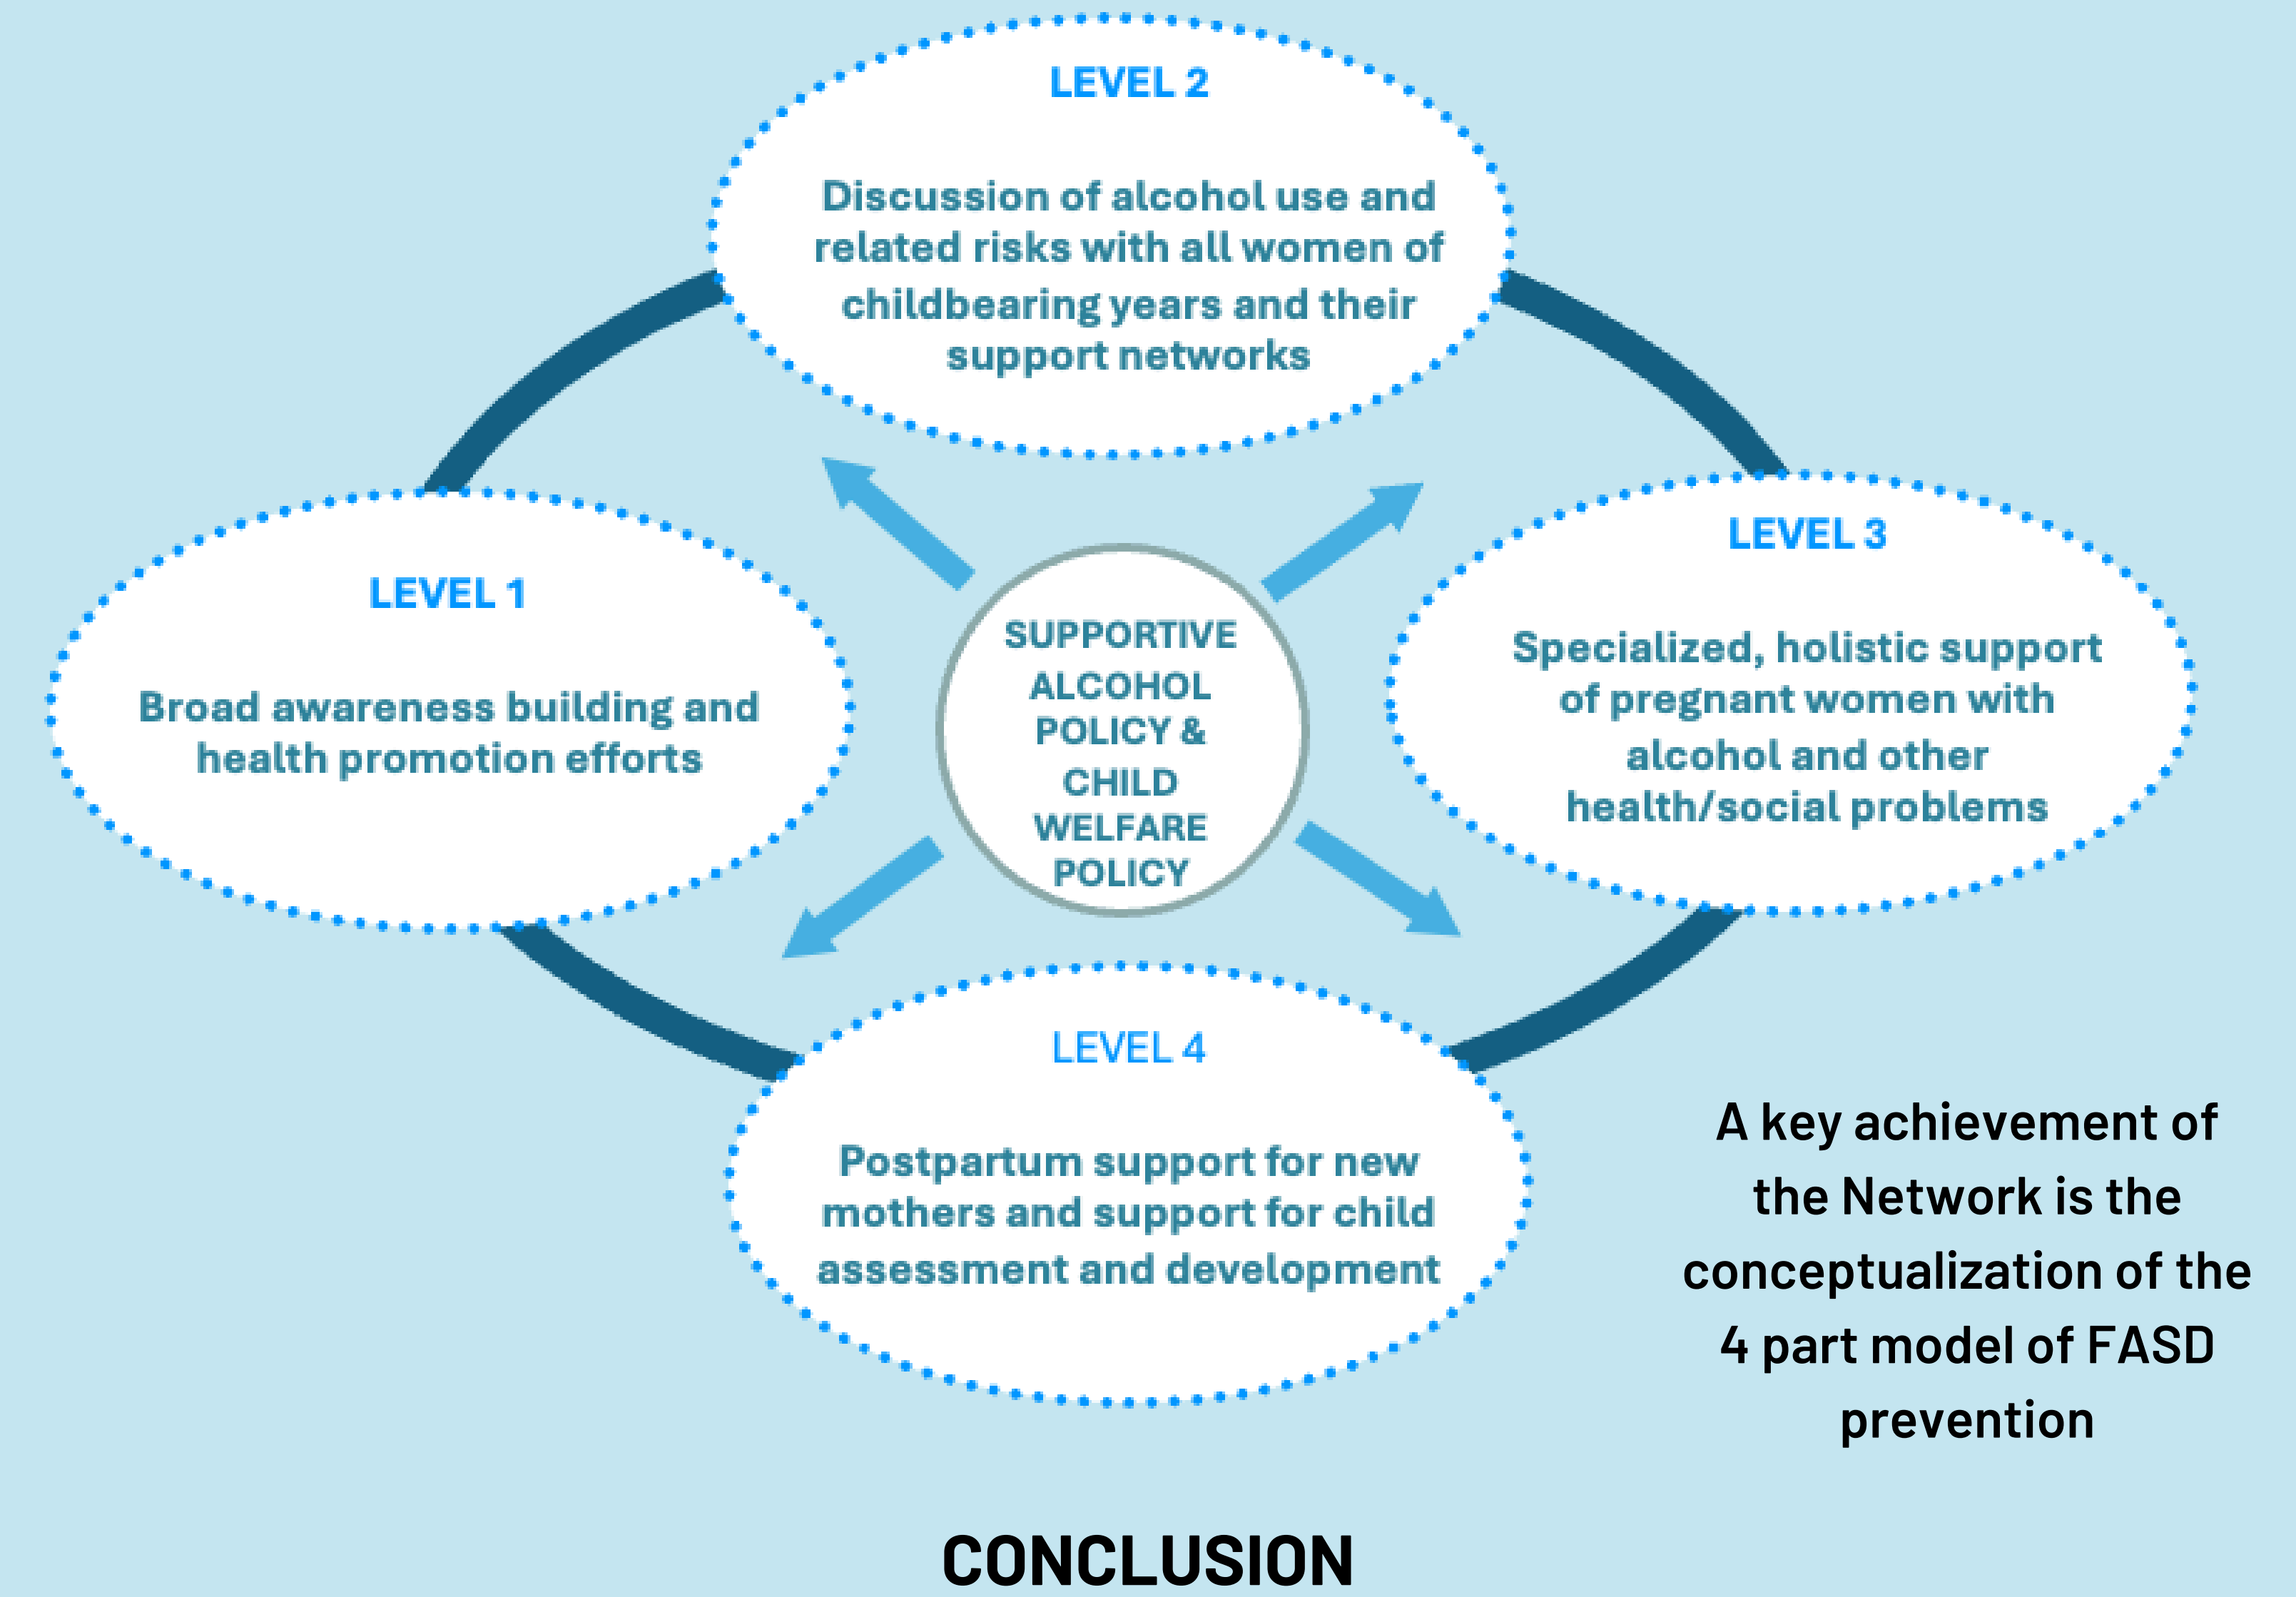 LEVEL 2
Discussion of alcohol use and
related risks with all women of
childbearing years and their
support networks
LEVEL 1
Broad awareness building and
health promotion efforts
SUPPORTIVE
ALCOHOL
POLICY &
CHILD
WELFARE
POLICY
LEVEL 3
Specialized, holistic support
of pregnant women with
alcohol and other
health/social problems
LEVEL 4
Postpartum support for new
mothers and support for child
assessment and development
A key achievement of
the Network is the
conceptualization of the
4 part model of FASD
prevention
CONCLUSION